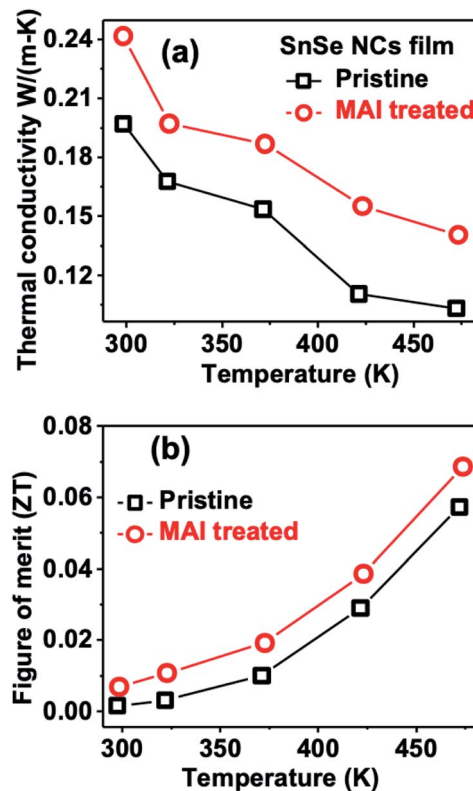 0.24
(a)
SnSe NCs film
Pristine
MAI treated
0.21
0.18
0.15
0.12
Thermal conductivity W/(m-K)
300 350 400 450
Temperature (K)
0.08
(b)
Pristine
MAI treated
0.06
0.04
0.02
0.00
Figure of merit (ZT)
300 350 400 450
Temperature (K)